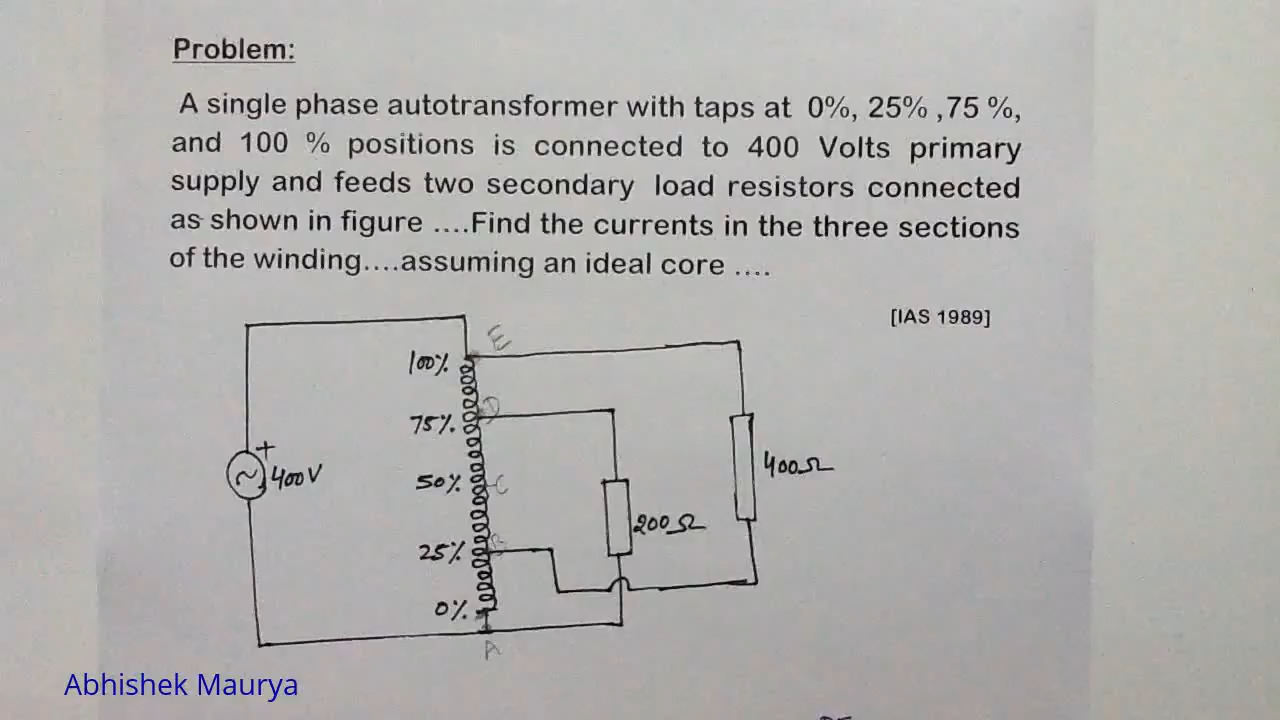 Problem:
A single phase autotransformer with taps at 0%, 25% ,75 %,
and 100 % positions is connected to 400 Volts primary
supply and feeds two secondary load resistors connected
as shown in figure ....Find the currents in the three sections
of the winding....assuming an ideal core ....
[IAS 1989]
E
100%
D
75%.
+
400V
50%
C
400Ω
200Ω
25%
B
0%.
A
Abhishek Maurya